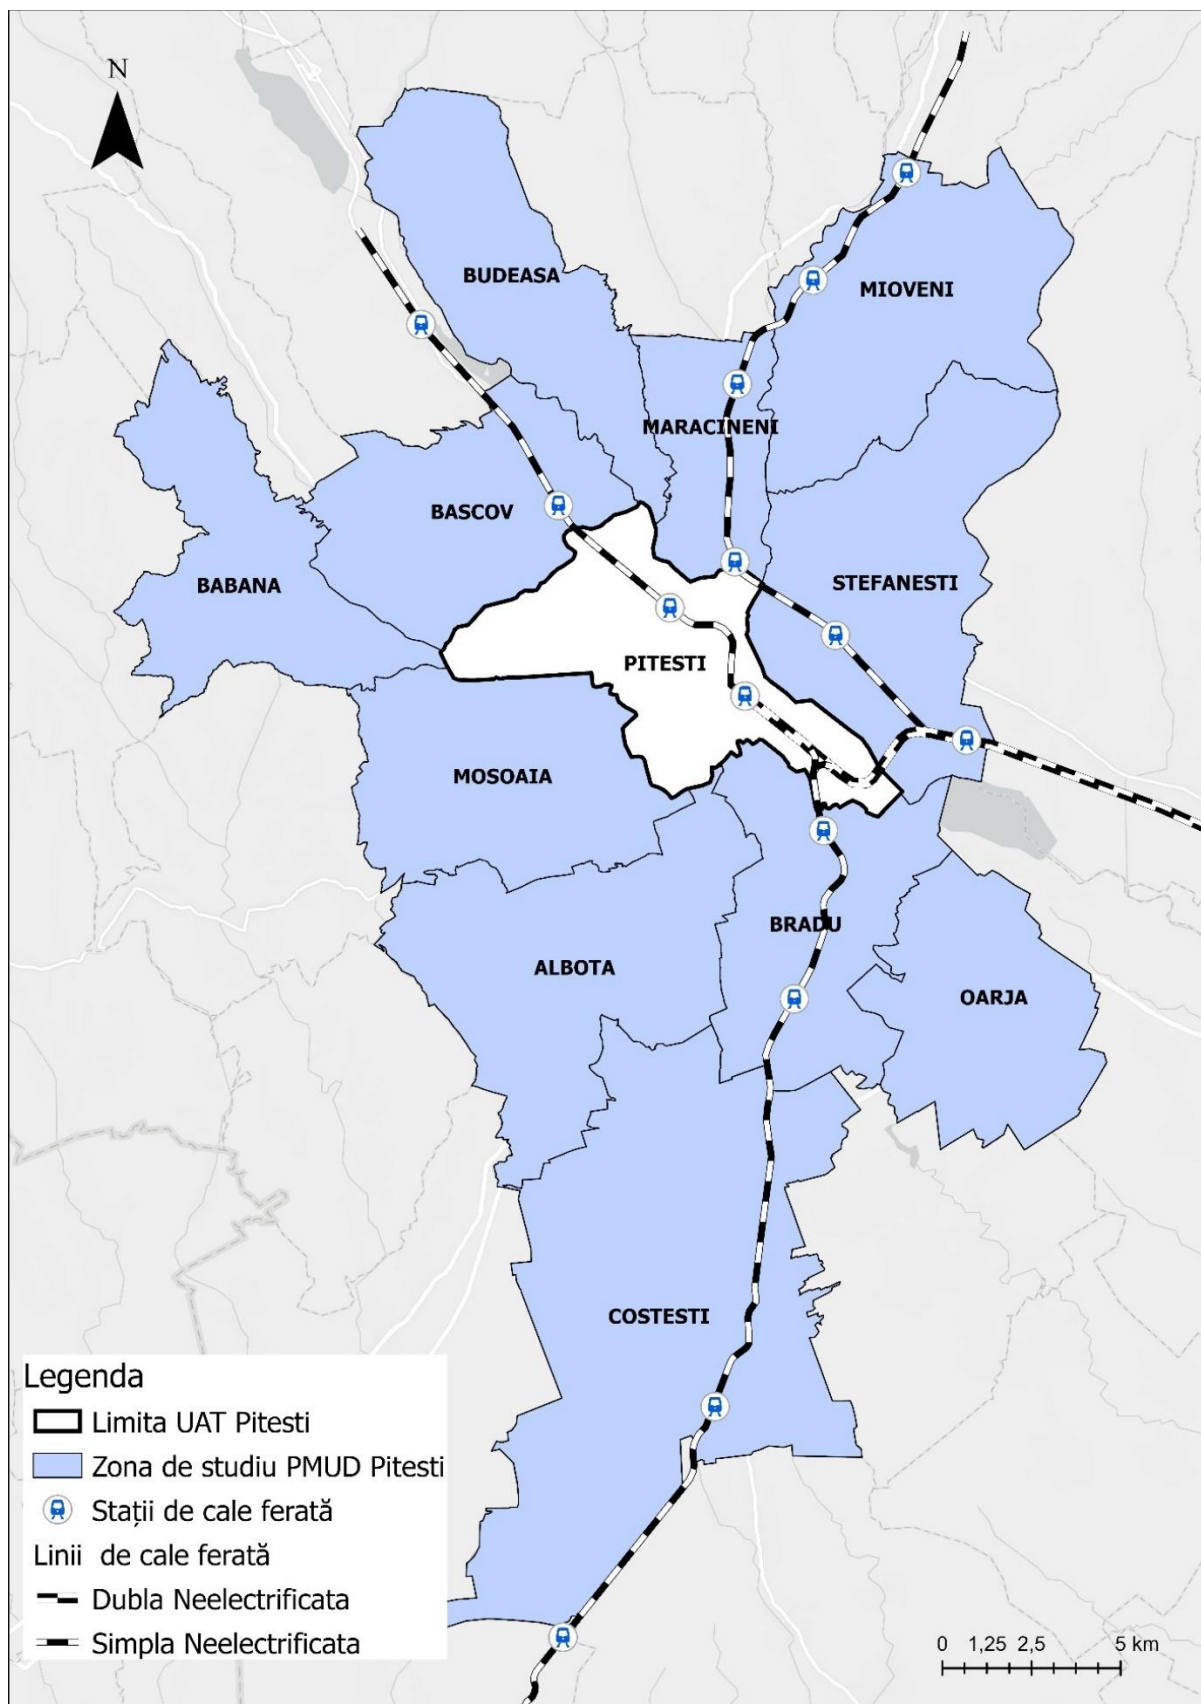 N
BUDEASA
MIOVENI
MARACINENI
BASCOV
BABANA
STEFANESTI
PITESTI
MOSOAIA
BRADU
ALBOTA
OARJA
COSTESTI
Legenda
Limita UAT Pitesti
Zona de studiu PMUD Pitesti
Stații de cale ferată
Linii de cale ferată
Dubla Neelectrificata
Simpla Neelectrificata
0 1,25 2,5 5 km